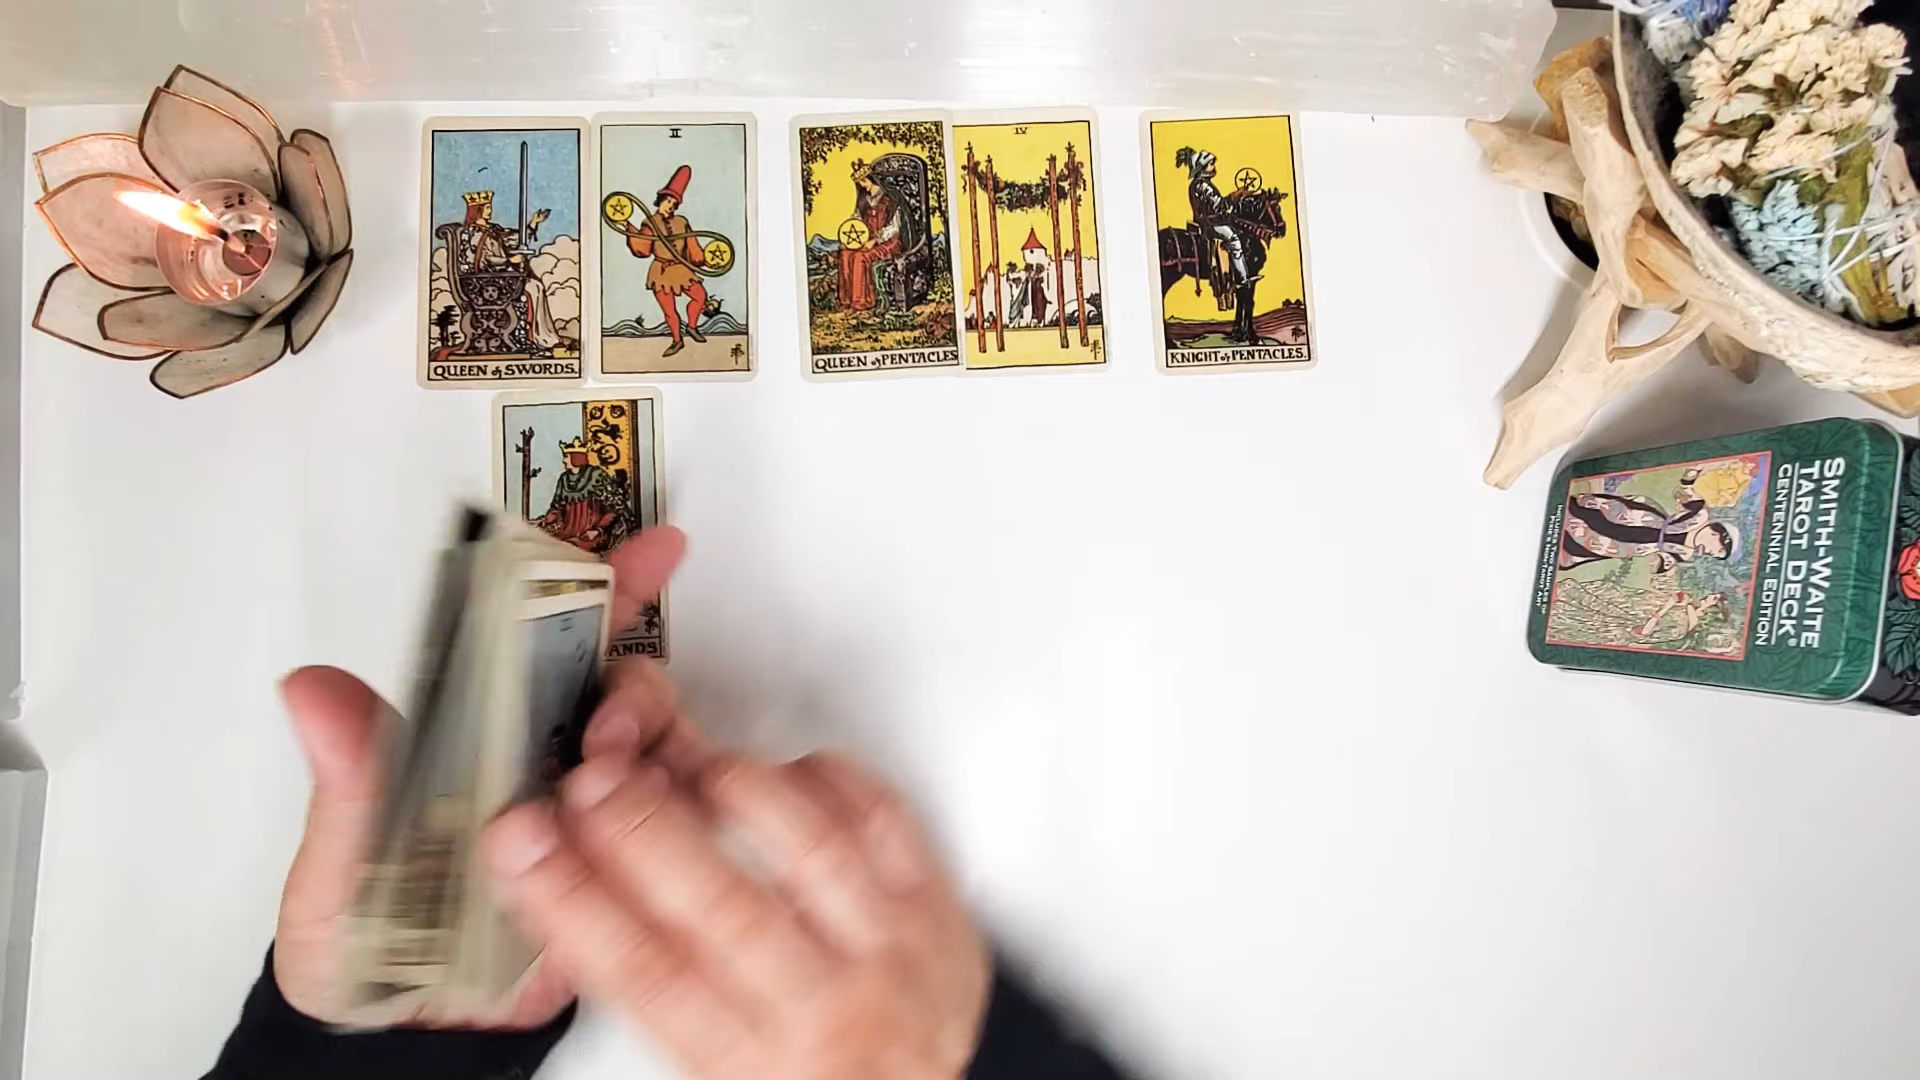 II
IV
QUEEN of SWORDS.
QUEEN of PENTACLES
KNIGHT of PENTACLES.
ANDS
SMITH-WAITE
TAROT DECK®
CENTENNIAL EDITION